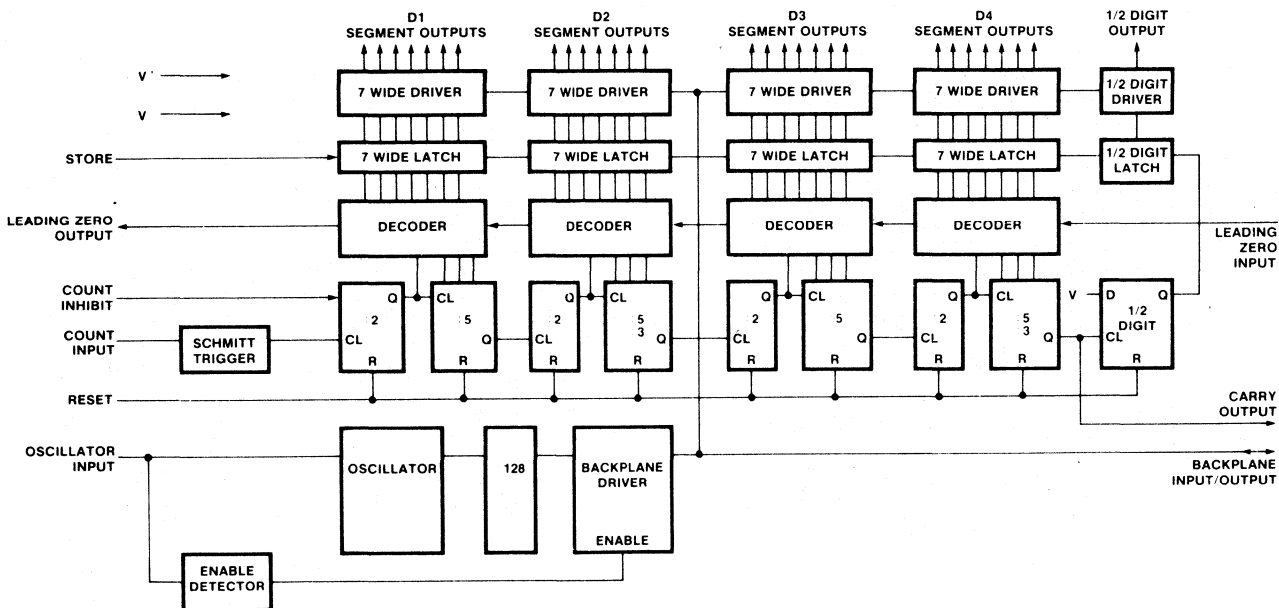 D1
SEGMENT OUTPUTS
D2
SEGMENT OUTPUTS
D3
SEGMENT OUTPUTS
D4
SEGMENT OUTPUTS
1/2 DIGIT
OUTPUT
V
V
7 WIDE DRIVER
7 WIDE DRIVER
7 WIDE DRIVER
7 WIDE DRIVER
1/2 DIGIT
DRIVER
STORE
7 WIDE LATCH
7 WIDE LATCH
7 WIDE LATCH
7 WIDE LATCH
1/2 DIGIT
LATCH
LEADING ZERO
OUTPUT
DECODER
DECODER
DECODER
DECODER
LEADING
ZERO
INPUT
COUNT
INHIBIT
COUNT
INPUT
SCHMITT
TRIGGER
Q
2
CL
R
CL
5
Q
R
Q
2
CL
R
CL
5
3
Q
R
Q
2
CL
R
CL
5
Q
R
Q
2
CL
R
CL
5
3
Q
R
V
D
Q
1/2
DIGIT
CL
R
RESET
CARRY
OUTPUT
OSCILLATOR
INPUT
OSCILLATOR
128
BACKPLANE
DRIVER
ENABLE
BACKPLANE
INPUT/OUTPUT
ENABLE
DETECTOR